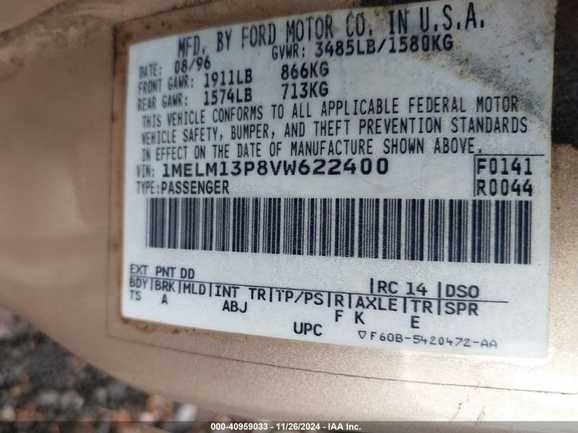 MFD. BY FORD MOTOR CO. IN U.S.A.
DATE: 08/96 GVWR: 3485LB/1580KG
FRONT GAWR: 1911LB 866KG
REAR GAWR: 1574LB 713KG
THIS VEHICLE CONFORMS TO ALL APPLICABLE FEDERAL MOTOR
VEHICLE SAFETY, BUMPER, AND THEFT PREVENTION STANDARDS
IN EFFECT ON THE DATE OF MANUFACTURE SHOWN ABOVE.
VIN: 1MELM13P8VW622400 F0141
TYPE: PASSENGER R0044
EXT PNT DD RC 14 DSO
BDY BRK MLD INT TR TP/PS R AXLE TR SPR
TS A ABJ F K E
UPC ▽F60B-5420472-AA
000-40959033 - 11/26/2024 - IAA Inc.